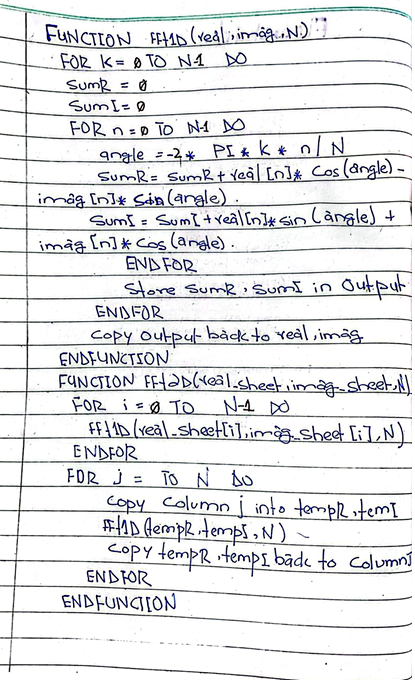 FUNCTION fft1D(real,imag,N)
FOR K= 0 TO N-1 DO
SumR = 0
SumI = 0
FOR n = 0 TO N-1 DO
angle = -2* PI * k * n / N
SumR = SumR + real [n]* Cos(angle) -
imag [n]* Sin (angle).
SumI = SumI + real[n]* sin (angle) +
imag [n]* Cos (angle).
ENDFOR
Store SumR, SumI in Output
ENDFOR
Copy Output back to real, imag
ENDFUNCTION
FUNCTION fft2D(real_sheet,imag_sheet,N)
FOR i = 0 TO N-1 DO
fft1D(real_sheet[i],imag_sheet [i],N)
ENDFOR
FOR j = TO N DO
Copy Column j into tempR, temI
fft1D (tempR, tempI, N)
Copy tempR, tempI back to Column
ENDFOR
ENDFUNCTION